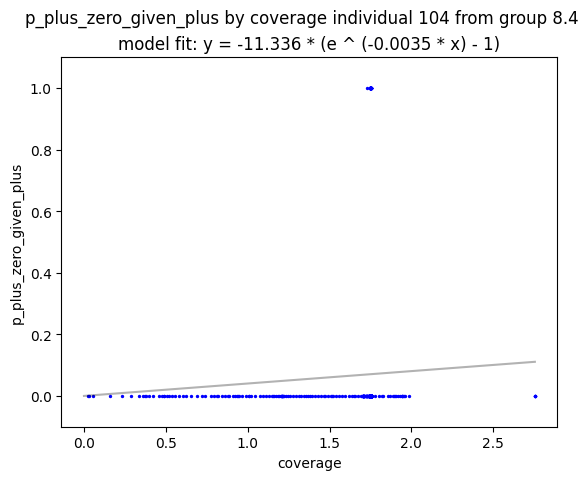 p_plus_zero_given_plus by coverage individual 104 from group 8.4
model fit: y = -11.336 * (e ^ (-0.0035 * x) - 1)
p_plus_zero_given_plus
1.0
0.8
0.6
0.4
0.2
0.0
0.0 0.5 1.0 1.5 2.0 2.5
coverage